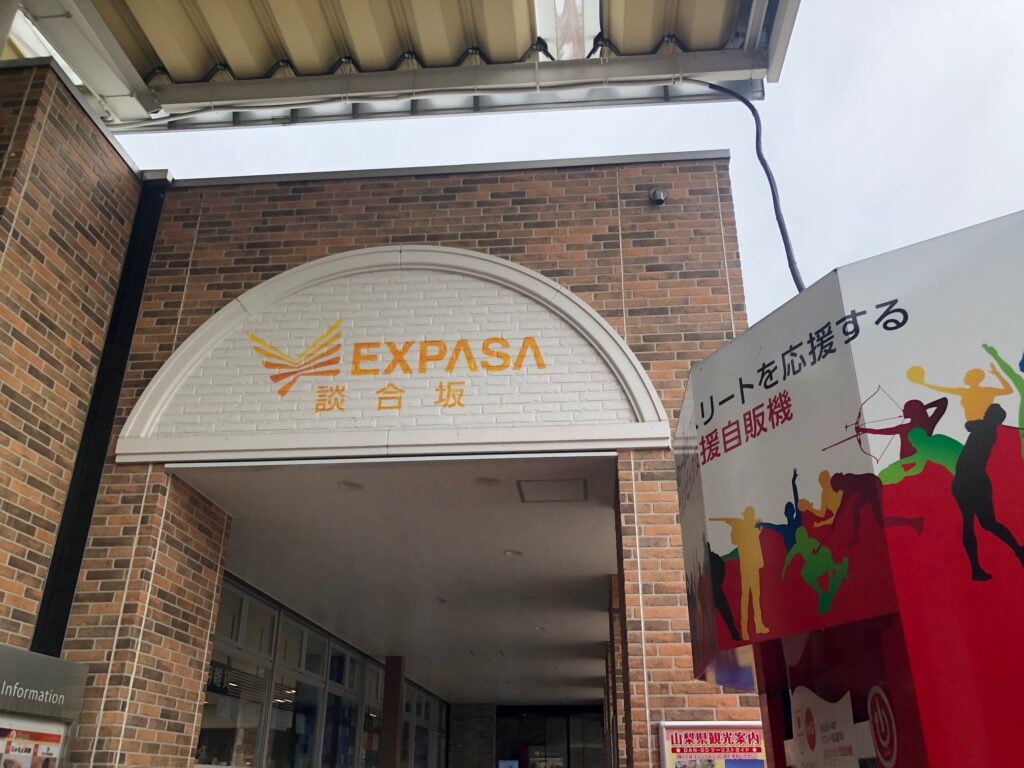 EXPASA
談合坂
リートを応援する
援自販機
Information
山梨県観光案内